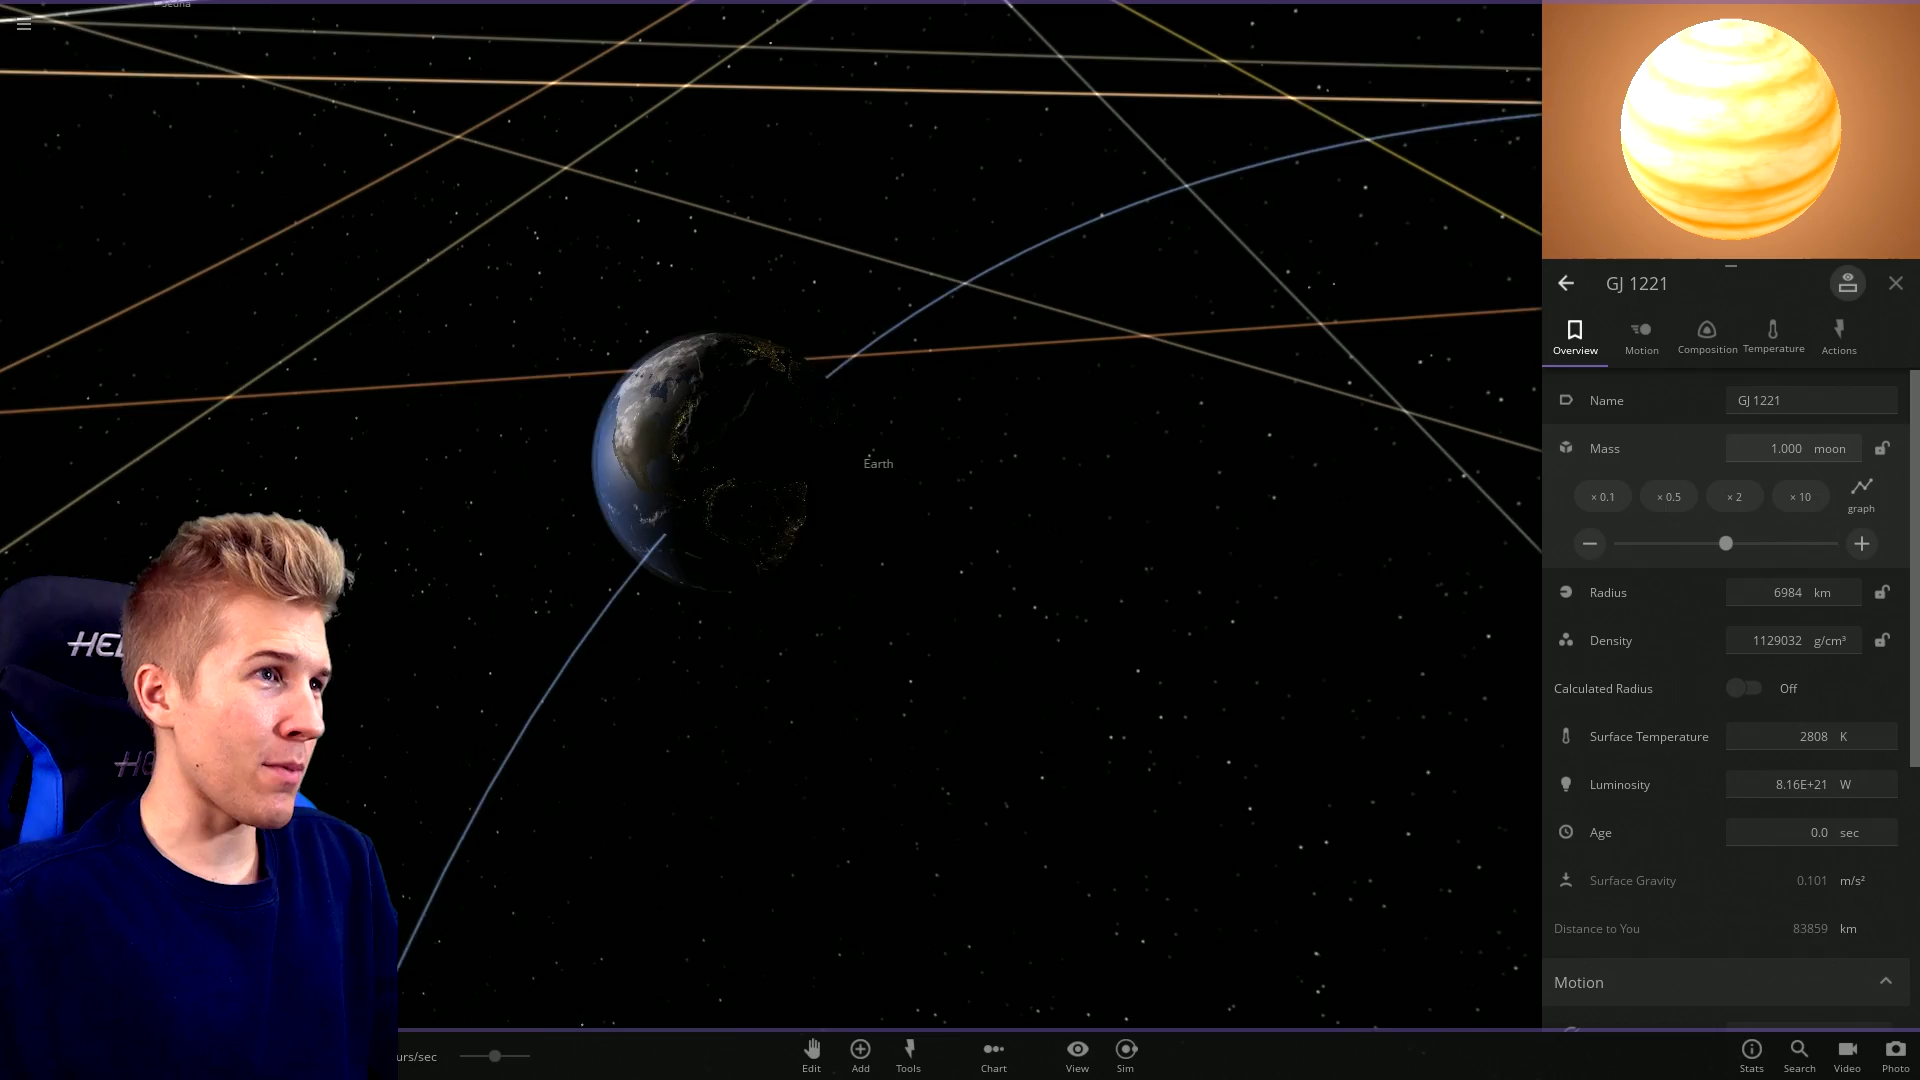 Sedna
Earth
HE
urs/sec
Edit
Add
Tools
Chart
View
Sim
GJ 1221
Overview
Motion
Composition
Temperature
Actions
Name GJ 1221
Mass 1.000 moon
× 0.1 × 0.5 × 2 × 10
graph
Radius 6984 km
Density 1129032 g/cm³
Calculated Radius Off
Surface Temperature 2808 K
Luminosity 8.16E+21 W
Age 0.0 sec
Surface Gravity 0.101 m/s²
Distance to You 83859 km
Motion
Stats
Search
Video
Photo